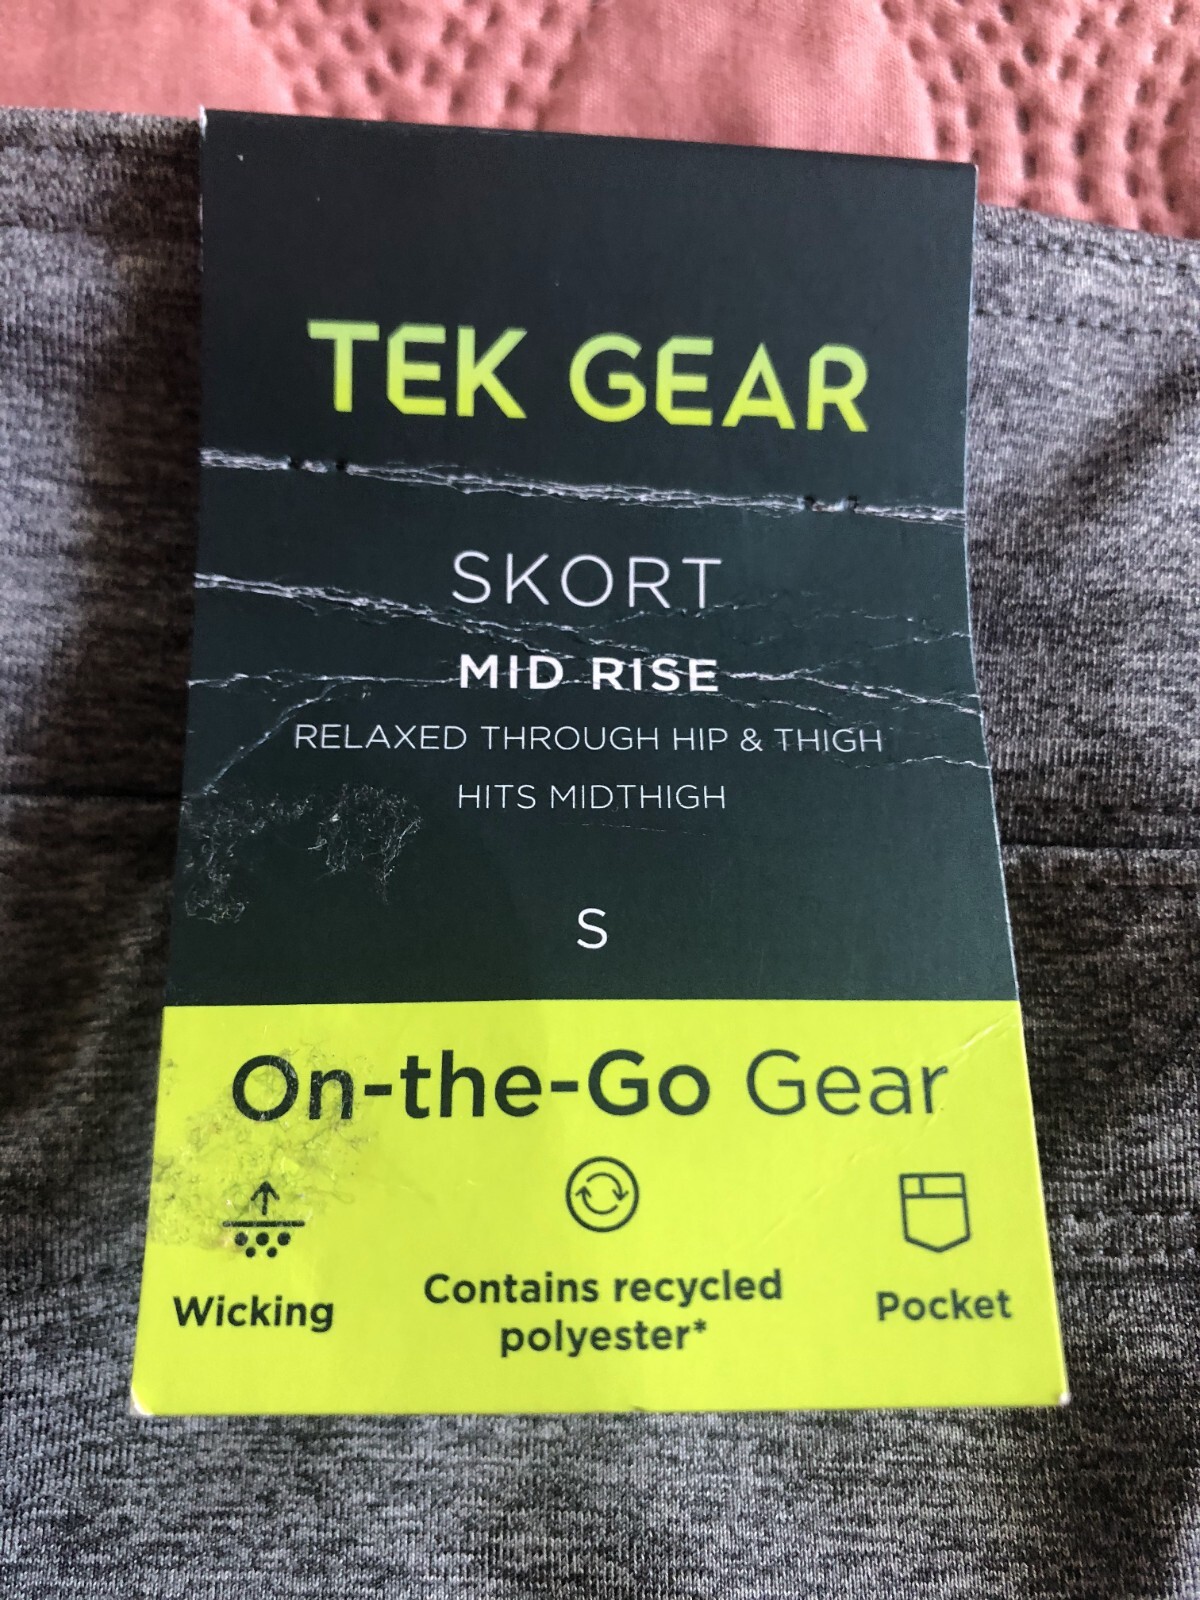 TEK GEAR
SKORT
MID RISE
RELAXED THROUGH HIP & THIGH
HITS MIDTHIGH
S
On-the-Go Gear
Wicking
Contains recycled
polyester*
Pocket